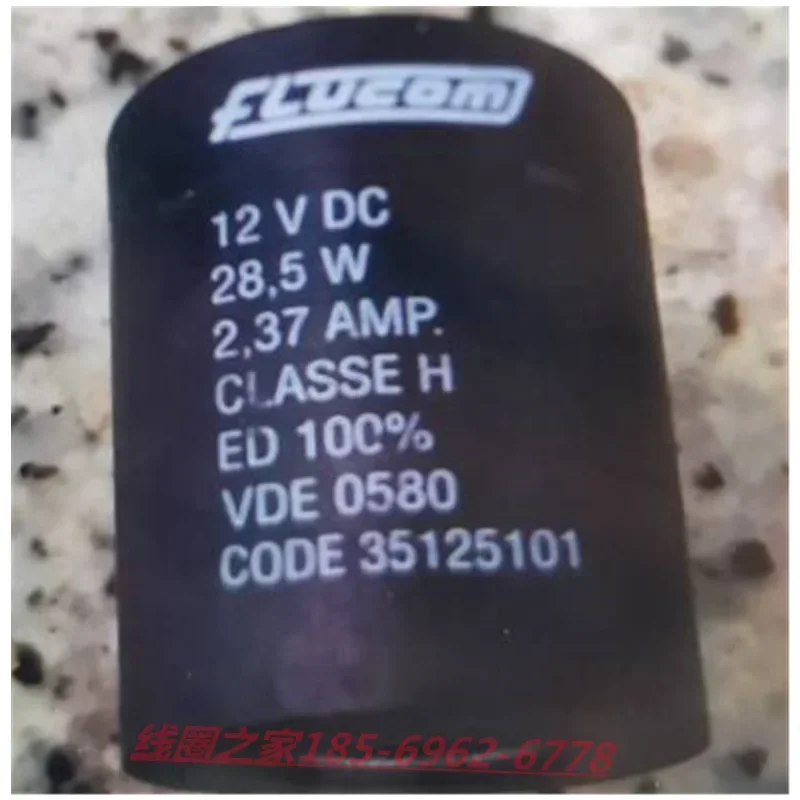 FLUCOM
12 V DC
28,5 W
2,37 AMP.
CLASSE H
ED 100%
VDE 0580
CODE 35125101
线圈之家185-6962-6778